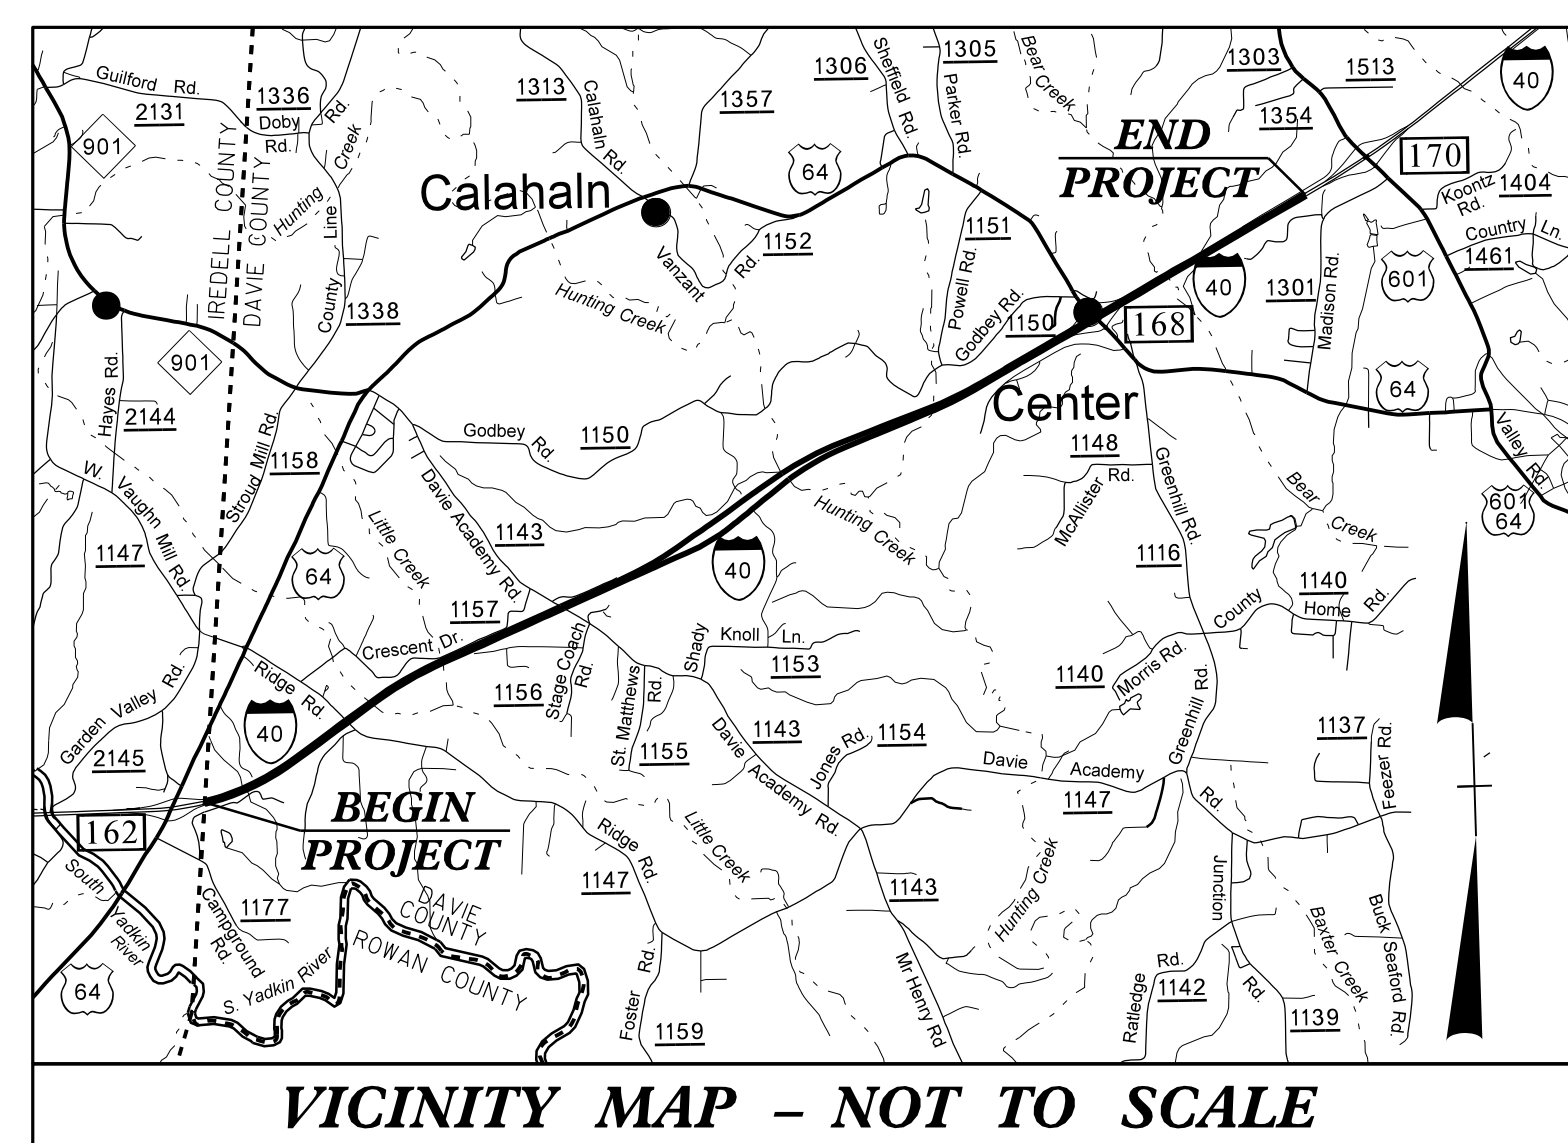 Guilford Rd.
2131
1336
Doby
Rd.
Rd.
901
IREDELL COUNTY
DAVIE COUNTY
Hunting
Creek
County Line
1338
1313
Calahaln Rd.
1357
1306
Sheffield Rd.
1305
Parker Rd.
Bear Creek
1303
1513
40
1354
END
PROJECT
170
Koontz
Rd.
1404
Country Ln.
1461
64
Calahaln
Vanzant
Rd.
1152
Hunting Creek
1151
Powell Rd.
Godbey Rd.
1150
168
40
1301
Madison Rd.
601
64
Center
901
Hayes Rd.
2144
Stroud Mill Rd.
1158
W. Vaughn Mill Rd.
1147
64
Godbey Rd.
1150
Davie Academy Rd.
1143
Little Creek
1157
Crescent Dr.
40
Hunting Creek
1148
McAllister Rd.
Greenhill Rd.
1116
Bear Creek
Valley Rd.
601
64
1140
County Home Rd.
1140
Morris Rd.
Greenhill Rd.
Garden Valley Rd.
2145
Ridge Rd.
40
1156
Stage Coach
Rd.
St. Matthews
Rd.
1155
Shady Knoll Ln.
1153
1143
Davie Academy Rd.
Jones Rd.
1154
Davie Academy Rd.
1147
1137
Feezer Rd.
162
BEGIN
PROJECT
South Yadkin
River
1177
Campground
Rd
S. Yadkin River
DAVIE
COUNTY
ROWAN COUNTY
64
Ridge Rd.
1147
Little Creek
1143
Mr Henry Rd
Foster Rd.
1159
Hunting Creek
Junction
Rd.
Ratledge
Rd.
1142
1139
Baxter Creek
Buck Seaford Rd.
VICINITY MAP – NOT TO SCALE